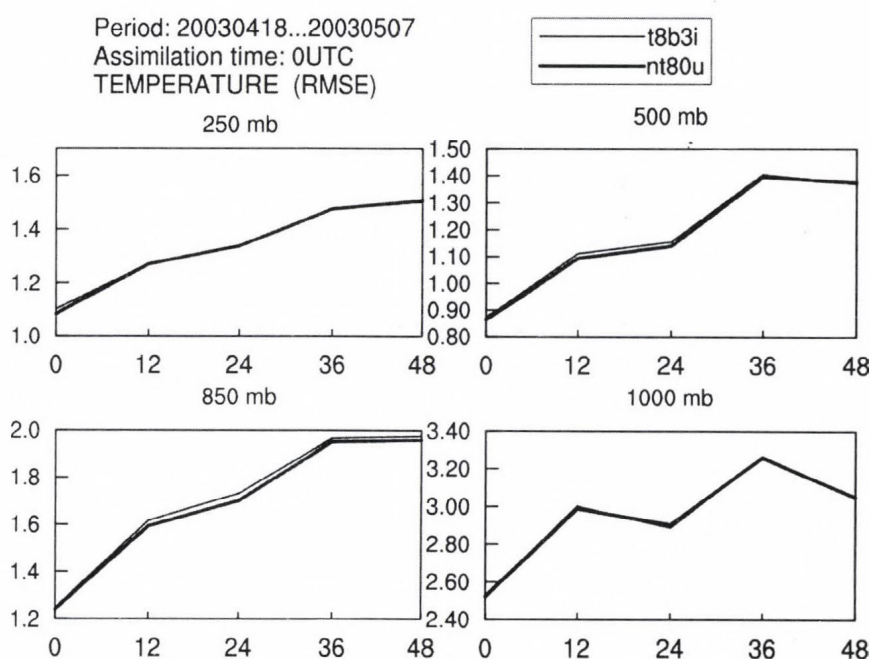 Period: 20030418...20030507
Assimilation time: 0UTC
TEMPERATURE (RMSE)
t8b3i
nt80u
250 mb
1.6
1.4
1.2
1.0
0 12 24 36 48
500 mb
1.50
1.40
1.30
1.20
1.10
1.00
0.90
0.80
0 12 24 36 48
850 mb
2.0
1.8
1.6
1.4
1.2
0 12 24 36 48
1000 mb
3.40
3.20
3.00
2.80
2.60
2.40
0 12 24 36 48